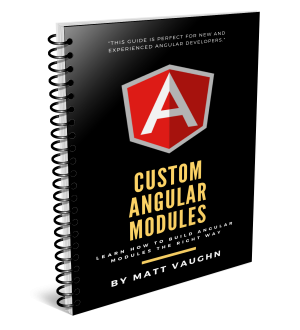 "THIS GUIDE IS PERFECT FOR NEW AND
EXPERIENCED ANGULAR DEVELOPERS."
A
CUSTOM
ANGULAR
MODULES
LEARN HOW TO BUILD ANGULAR
MODULES THE RIGHT WAY
BY MATT VAUGHN